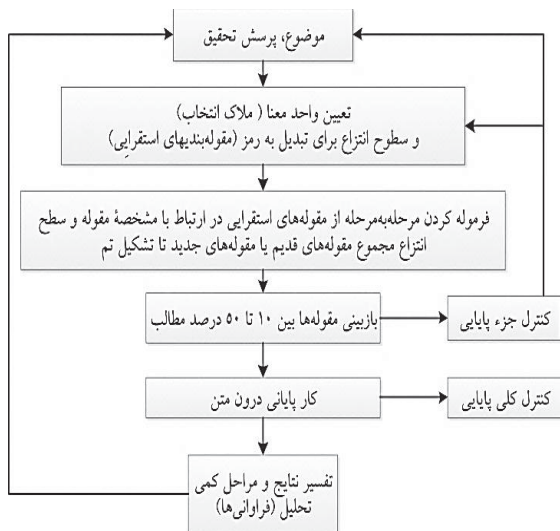 موضوع، پرسش تحقیق
تعیین واحد معنا ( ملاک انتخاب)
و سطوح انتزاع برای تبدیل به رمز (مقوله‌بندیهای استقرایی)
فرموله کردن مرحله‌به‌مرحله از مقوله‌های استقرایی در ارتباط با مشخصهٔ مقوله و سطح
انتزاع مجموع مقوله‌های قدیم یا مقوله‌های جدید تا تشکیل تم
بازبینی مقوله‌ها بین ۱۰ تا ۵۰ درصد مطالب
کنترل جزء پایایی
کار پایانی درون متن
کنترل کلی پایایی
تفسیر نتایج و مراحل کمی
تحلیل (فراوانی‌ها)